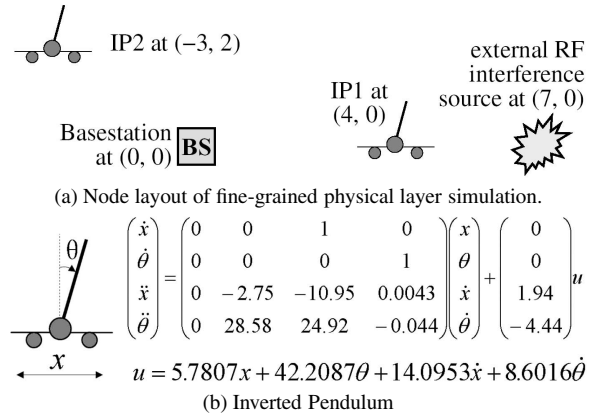 IP2 at (−3, 2)
external RF
interference
source at (7, 0)
IP1 at
(4, 0)
Basestation
at (0, 0)
BS
(a) Node layout of fine-grained physical layer simulation.
θ
x
ẋ 0 0 1 0 x 0
θ̇ 0 0 0 1 θ 0
= + u
ẍ 0 −2.75 −10.95 0.0043 ẋ 1.94
θ̈ 0 28.58 24.92 −0.044 θ̇ −4.44
u = 5.7807x + 42.2087θ + 14.0953ẋ + 8.6016θ̇
(b) Inverted Pendulum